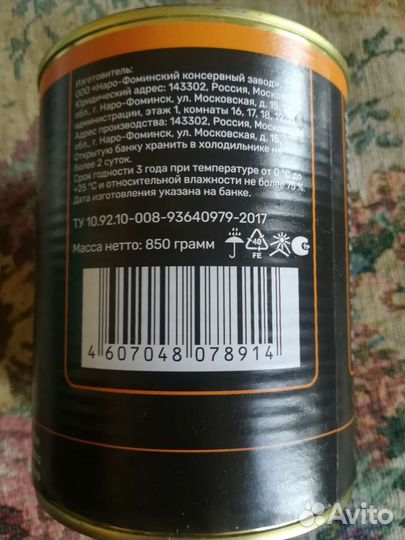 Изготовитель:
ООО «Наро-Фоминский консервный завод»
Юридический адрес: 143302, Россия, Московская
обл., г. Наро-Фоминск, ул. Московская, д. 15,
администрации, этаж 1, комнаты 16, 17, 18,
Адрес производства: 143302, Россия, Московская
обл., г. Наро-Фоминск, ул. Московская, д. 15.
Открытую банку хранить в холодильнике не
более 2 суток.
Срок годности 3 года при температуре от 0 °С до
+25 °С и относительной влажности не более 75 %.
Дата изготовления указана на банке.
ТУ 10.92.10-008-93640979-2017
Масса нетто: 850 грамм
40
FE
4 607048 078914
Avito